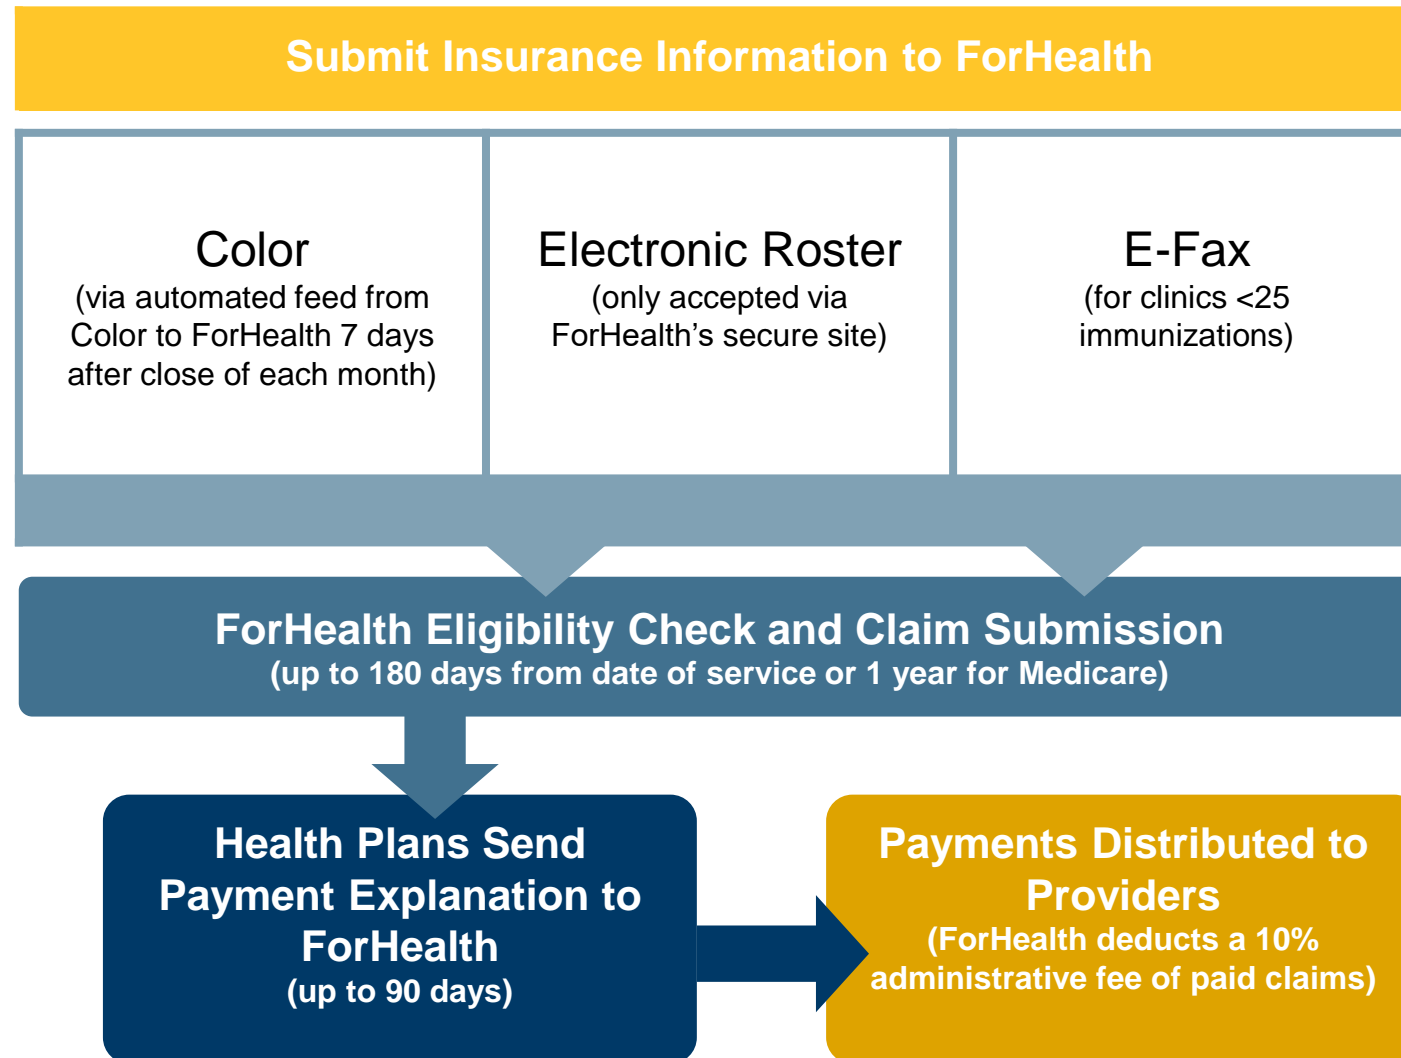 Submit Insurance Information to ForHealth
Color
(via automated feed from
Color to ForHealth 7 days
after close of each month)
Electronic Roster
(only accepted via
ForHealth’s secure site)
E-Fax
(for clinics <25
immunizations)
ForHealth Eligibility Check and Claim Submission
(up to 180 days from date of service or 1 year for Medicare)
Health Plans Send
Payment Explanation to
ForHealth
(up to 90 days)
Payments Distributed to
Providers
(ForHealth deducts a 10%
administrative fee of paid claims)